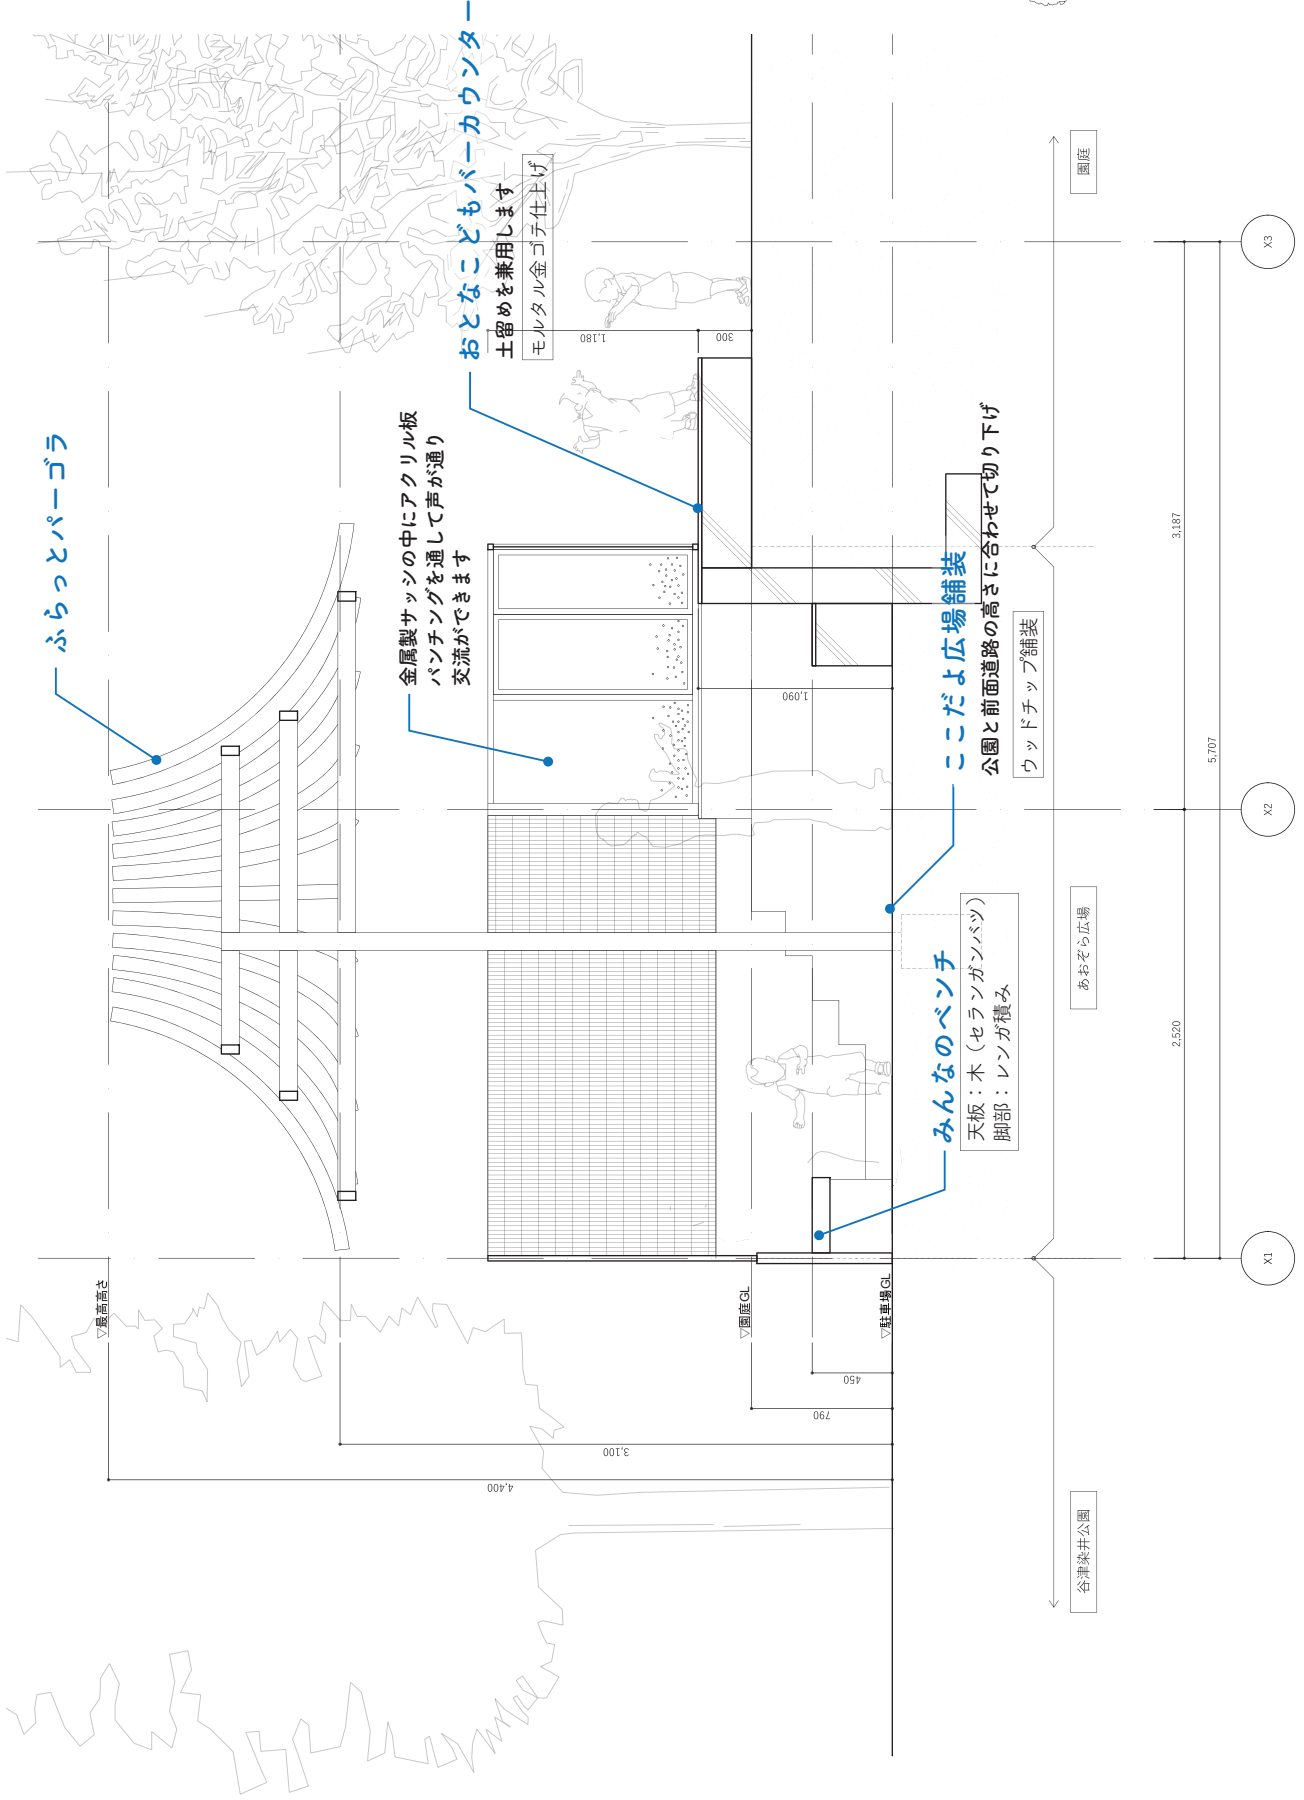 ふらっとパーゴラ
金属製サッシの中にアクリル板
パンチングを通して声が通り
交流ができます
おとなこどもバーカウンター
土留めを兼用します
モルタル金ゴテ仕上げ
1,180
300
1,090
▽最高高さ
▽園庭GL
▽駐車場GL
450
790
3,100
4,400
みんなのベンチ
天板：木（セランガンバツ）
脚部：レンガ積み
ここだよ広場舗装
公園と前面道路の高さに合わせて切り下げ
ウッドチップ舗装
谷津染井公園
あおぞら広場
園庭
2,520
3,187
5,707
X1
X2
X3